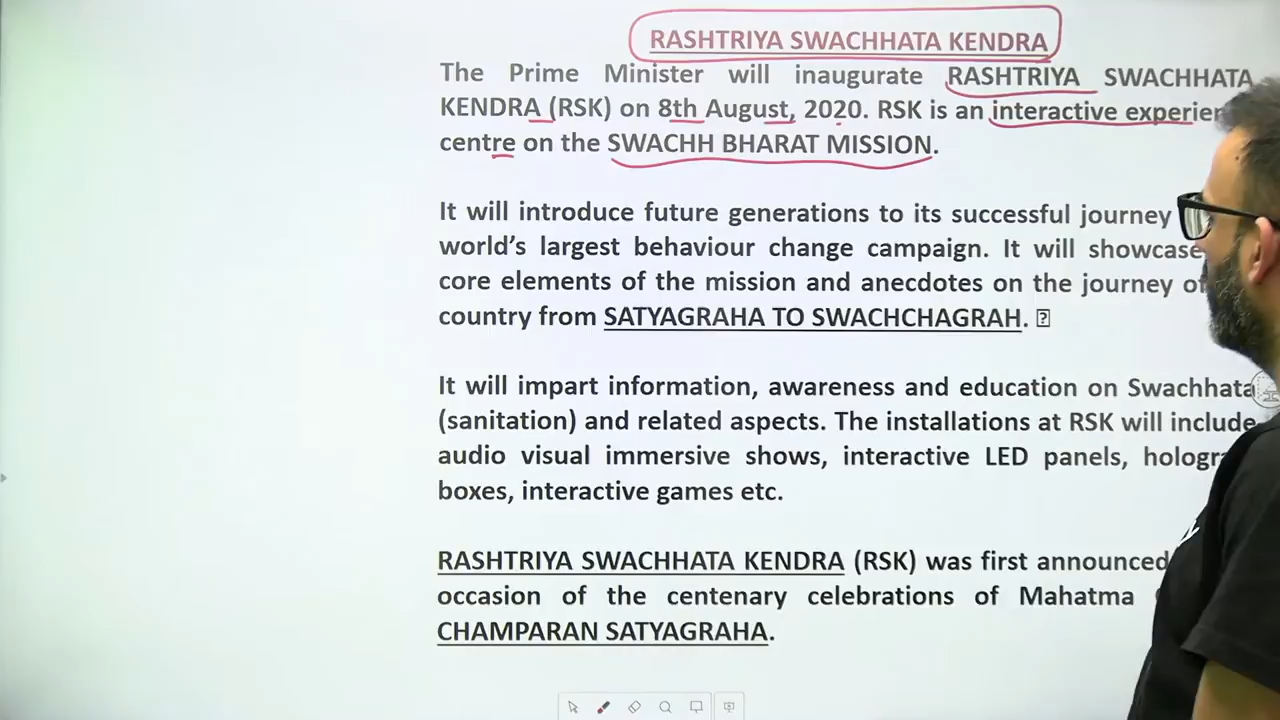 RASHTRIYA SWACHHATA KENDRA
The Prime Minister will inaugurate RASHTRIYA SWACHHATA
KENDRA (RSK) on 8th August, 2020. RSK is an interactive
centre on the SWACHH BHARAT MISSION.
It will introduce future generations to its successful journey
world’s largest behaviour change campaign. It will showcase
core elements of the mission and anecdotes on the journey of
country from SATYAGRAHA TO SWACHCHAGRAH.
It will impart information, awareness and education on Swachhata
(sanitation) and related aspects. The installations at RSK will include
audio visual immersive shows, interactive LED panels,
boxes, interactive games etc.
RASHTRIYA SWACHHATA KENDRA (RSK) was first announced
occasion of the centenary celebrations of Mahatma
CHAMPARAN SATYAGRAHA.